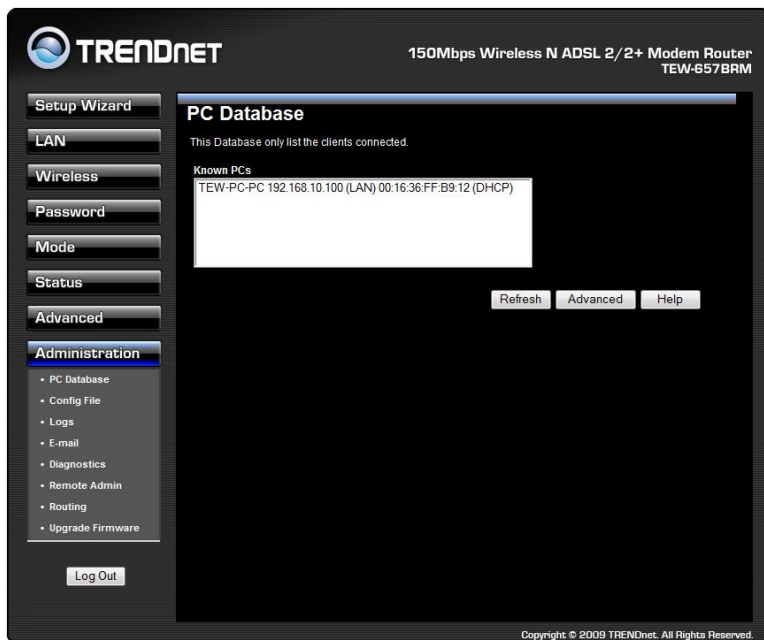 TRENDNET
150Mbps Wireless N ADSL 2/2+ Modem Router
TEW-657BRM
Setup Wizard
LAN
Wireless
Password
Mode
Status
Advanced
Administration
• PC Database
• Config File
• Logs
• E-mail
• Diagnostics
• Remote Admin
• Routing
• Upgrade Firmware
Log Out
PC Database
This Database only list the clients connected.
Known PCs
TEW-PC-PC 192.168.10.100 (LAN) 00:16:36:FF:B9:12 (DHCP)
Refresh Advanced Help
Copyright © 2009 TRENDnet. All Rights Reserved.